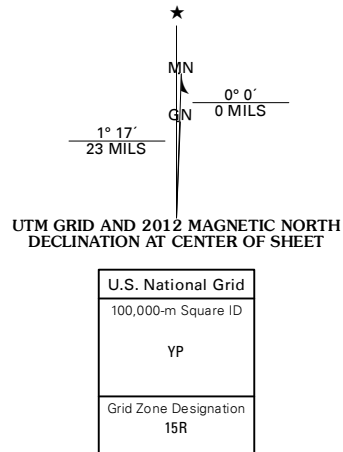 ★
MN
GN
0° 0´
0 MILS
1° 17´
23 MILS
UTM GRID AND 2012 MAGNETIC NORTH
DECLINATION AT CENTER OF SHEET
U.S. National Grid
100,000-m Square ID
YP
Grid Zone Designation
15R